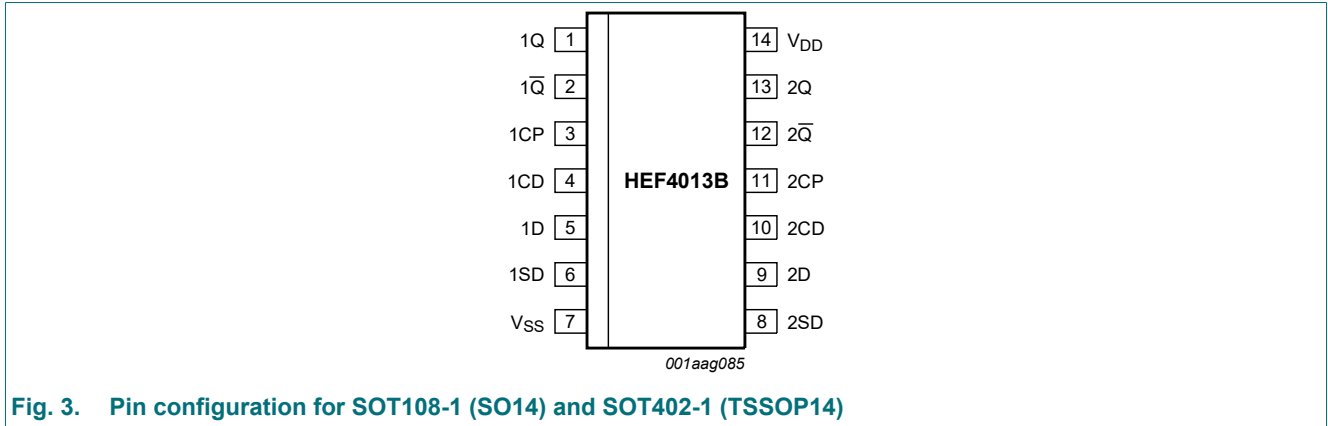 1Q 1 14 VDD
1Q̅ 2 13 2Q
1CP 3 12 2Q̅
1CD 4 HEF4013B 11 2CP
1D 5 10 2CD
1SD 6 9 2D
VSS 7 8 2SD
001aag085
Fig. 3. Pin configuration for SOT108-1 (SO14) and SOT402-1 (TSSOP14)